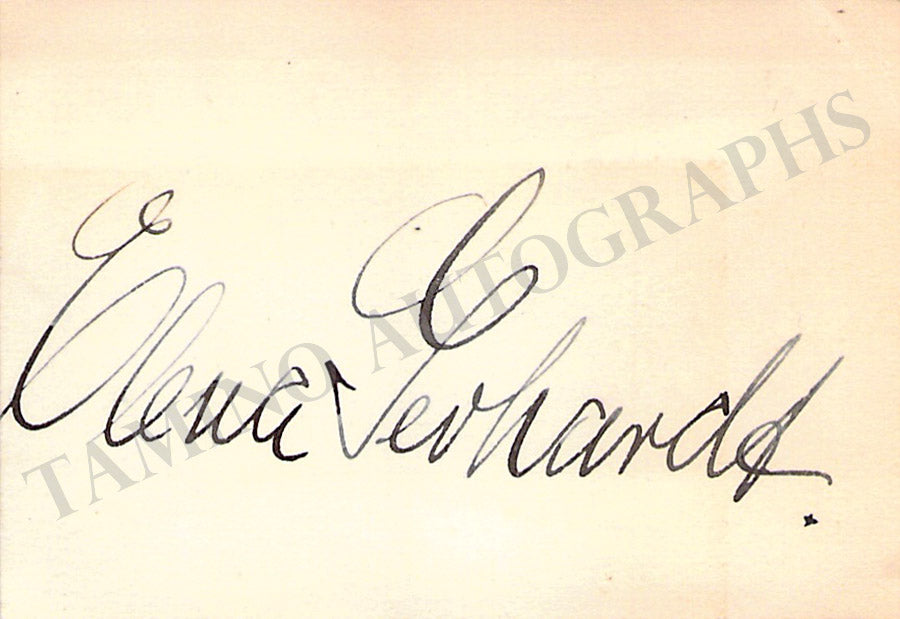 Elena Gerhardt.
TAMINO AUTOGRAPHS